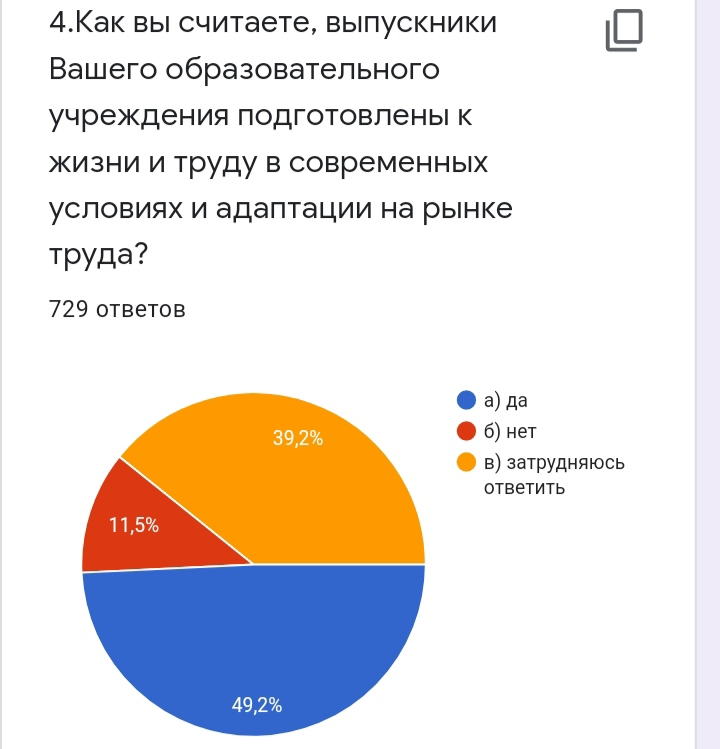 4.Как вы считаете, выпускники
Вашего образовательного
учреждения подготовлены к
жизни и труду в современных
условиях и адаптации на рынке
труда?
729 ответов
39,2%
11,5%
49,2%
а) да
б) нет
в) затрудняюсь
ответить